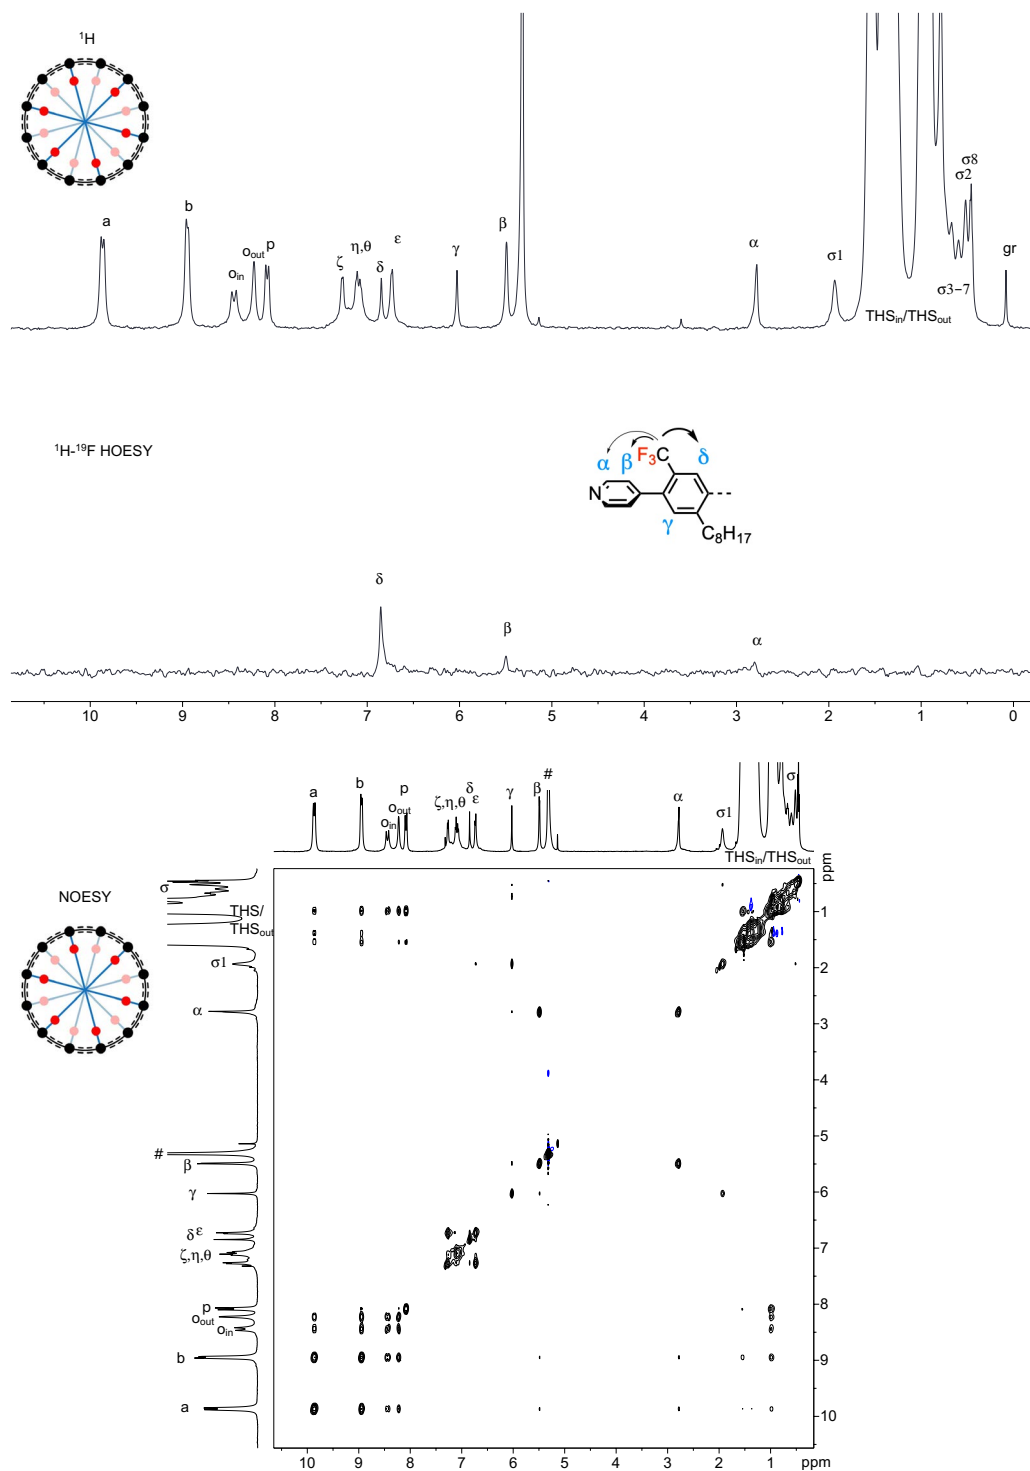 ¹H
a
b
o_in
o_out
p
ζ
η,θ
δ
ε
γ
β
α
σ1
THS_in/THS_out
σ3−7
σ2
σ8
gr
¹H-¹⁹F HOESY
α
β
F₃C
δ
N
γ
C₈H₁₇
δ
β
α
10 9 8 7 6 5 4 3 2 1 0
a
b
o_in
o_out
p
ζ,η,θ
δ
ε
γ
β
#
α
σ1
THS_in/THS_out
σ
ppm
NOESY
σ
THS/
THS_out
σ1
α
#
β
γ
δ ε
ζ,η,θ
p
o_out
o_in
b
a
1
2
3
4
5
6
7
8
9
10
10 9 8 7 6 5 4 3 2 1 ppm